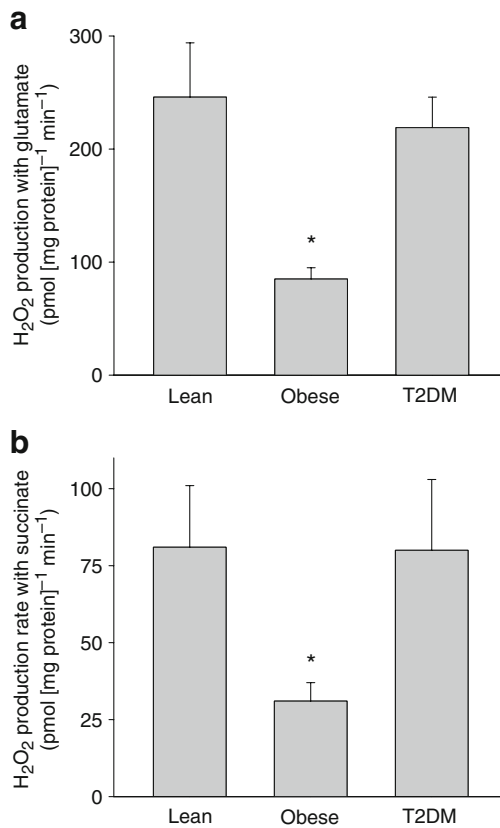 a
H₂O₂ production with glutamate
(pmol [mg protein]⁻¹ min⁻¹)
300
200
100
0
*
Lean Obese T2DM
b
H₂O₂ production rate with succinate
(pmol [mg protein]⁻¹ min⁻¹)
100
75
50
25
0
*
Lean Obese T2DM